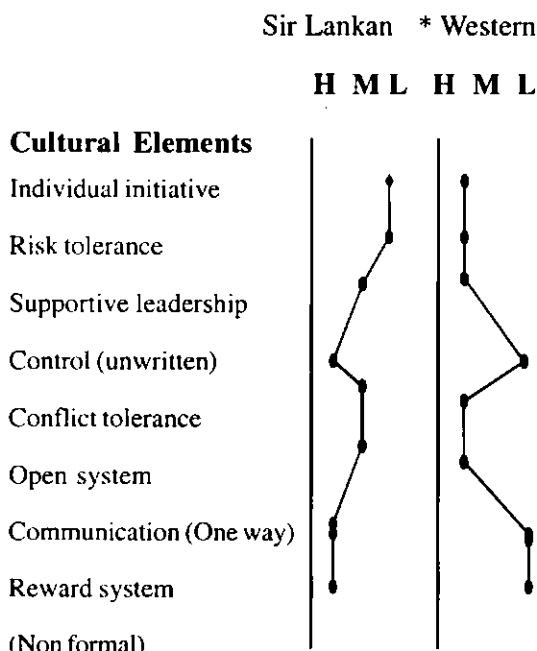 Sir Lankan * Western
H M L H M L
Cultural Elements
Individual initiative
Risk tolerance
Supportive leadership
Control (unwritten)
Conflict tolerance
Open system
Communication (One way)
Reward system
(Non formal)